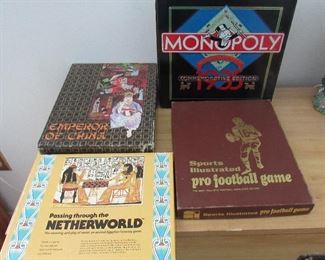 MONOPOLY
COMMEMORATIVE EDITION
1935
EMPEROR OF CHINA
Sports
Illustrated
pro football game
Sports Illustrated pro football game
Passing through the
NETHERWORLD™